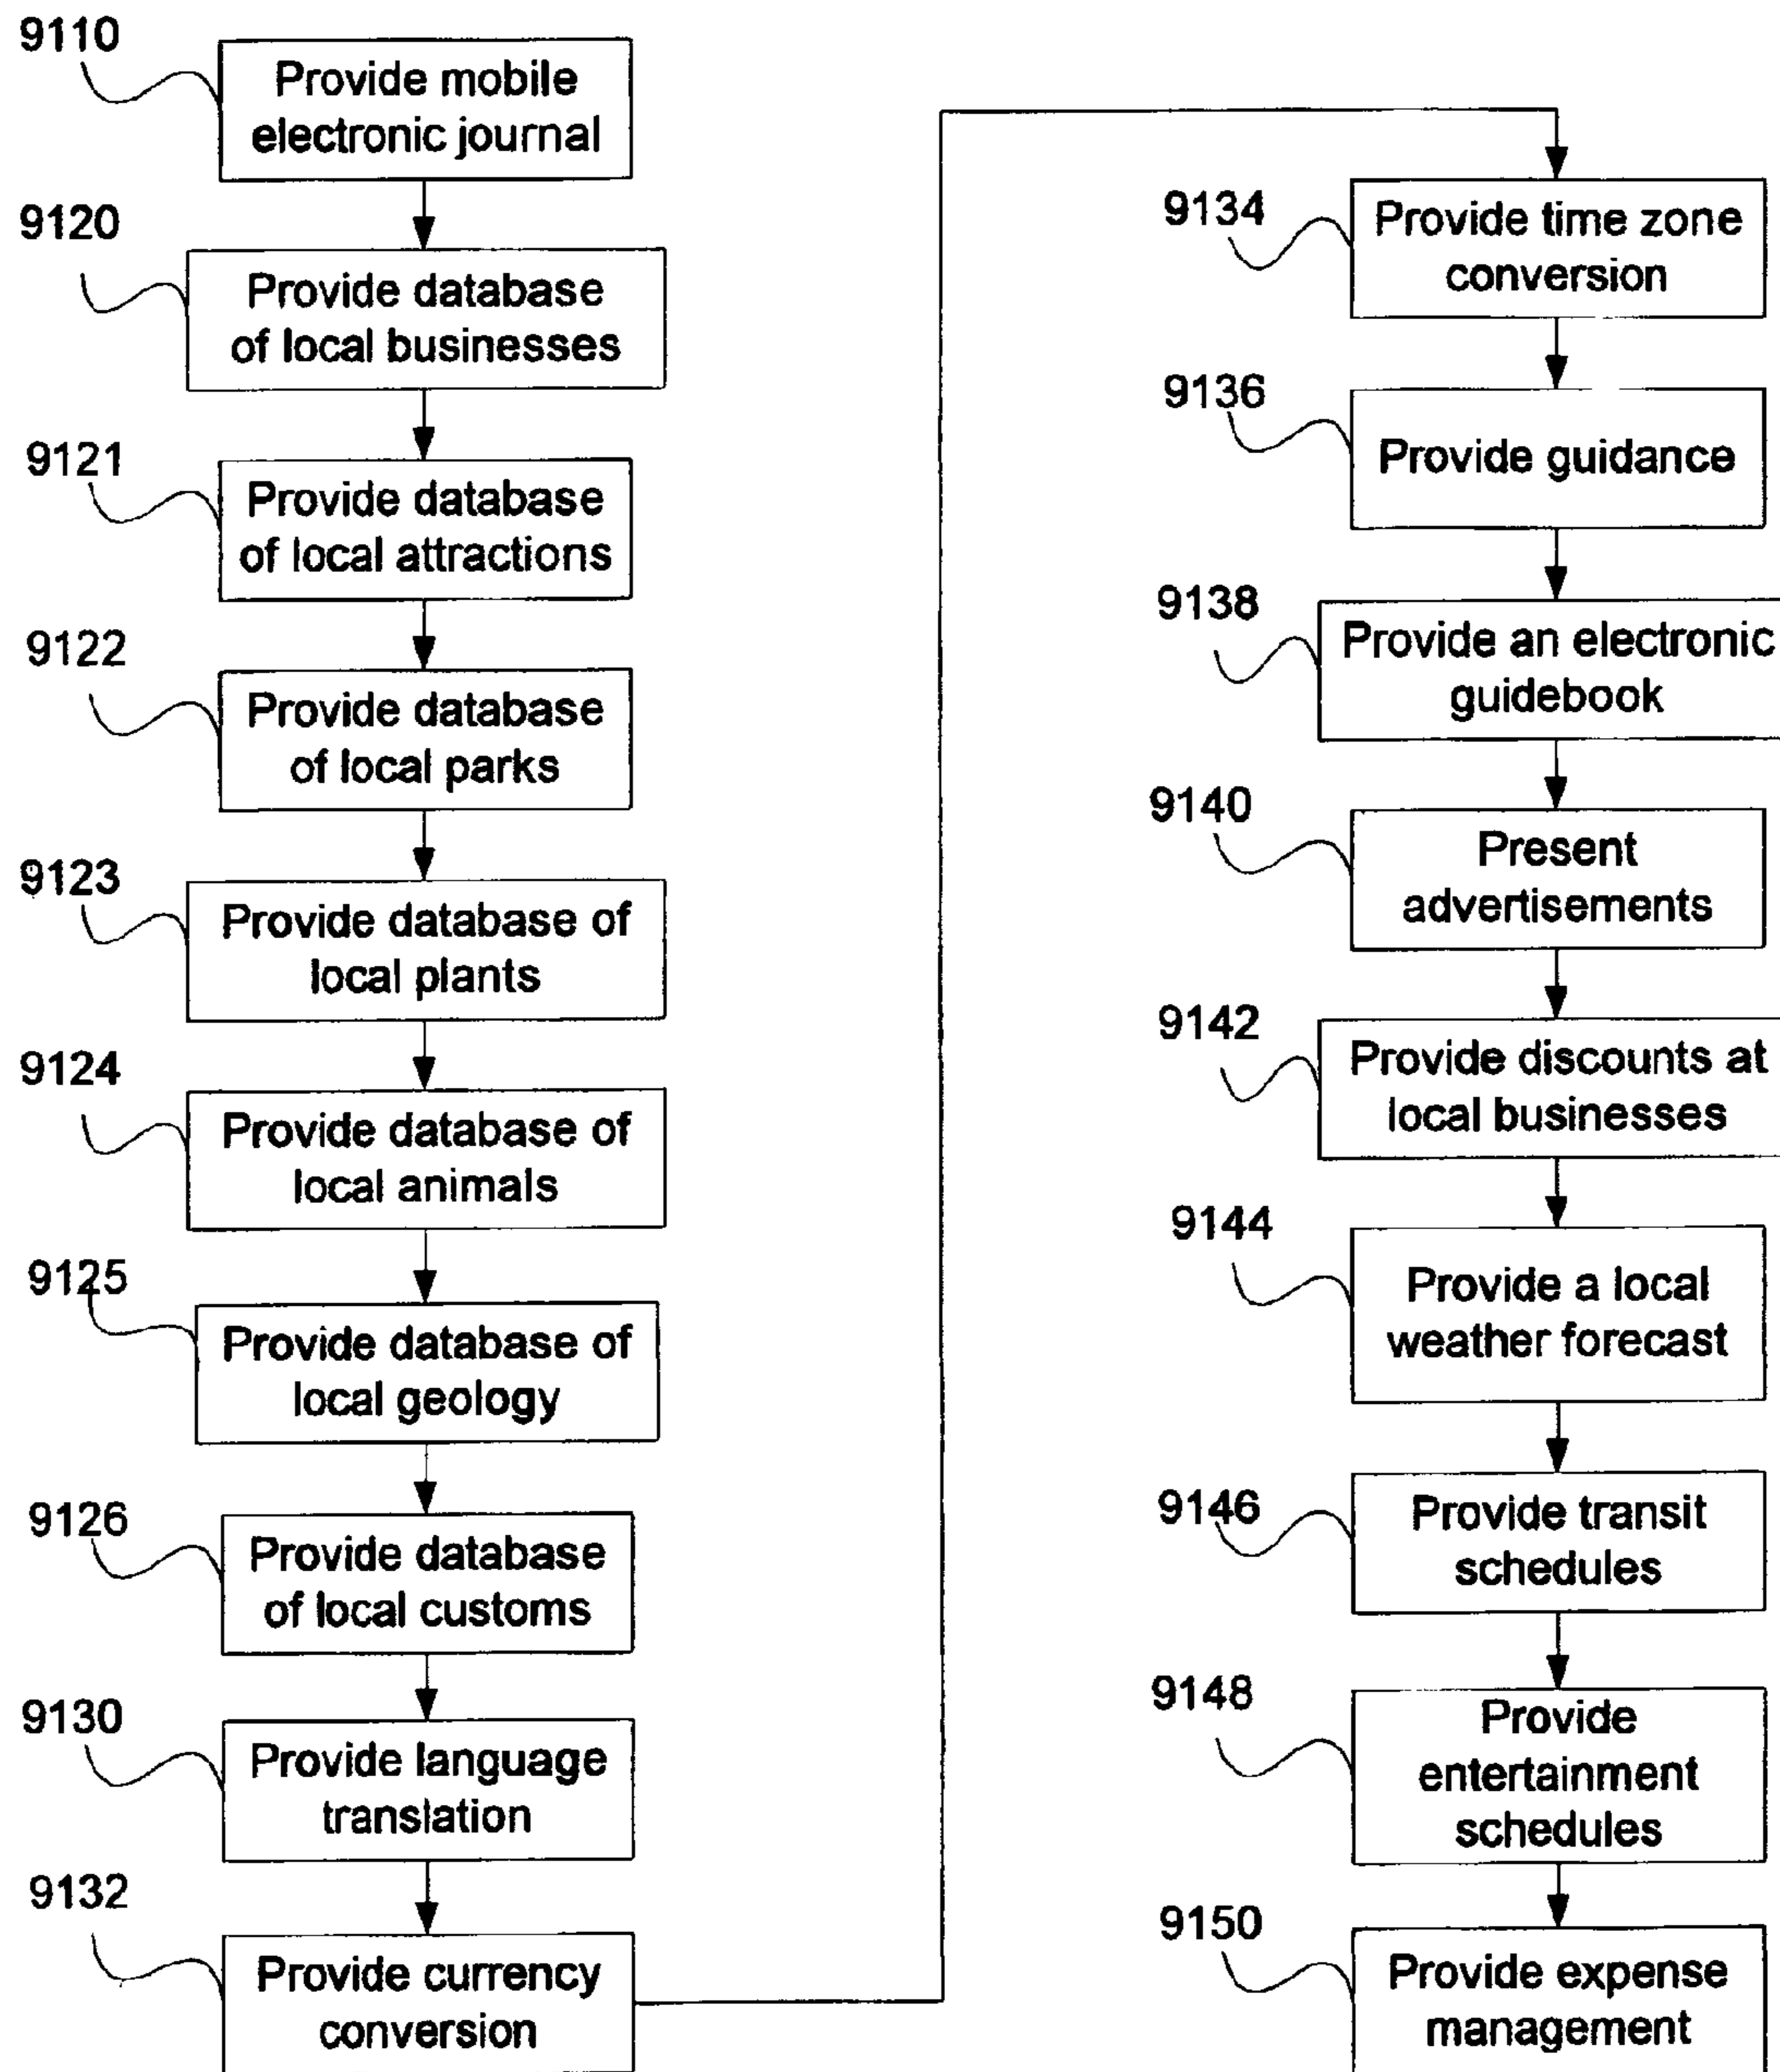 9110
Provide mobile
electronic journal
9120
Provide database
of local businesses
9121
Provide database
of local attractions
9122
Provide database
of local parks
9123
Provide database of
local plants
9124
Provide database of
local animals
9125
Provide database of
local geology
9126
Provide database
of local customs
9130
Provide language
translation
9132
Provide currency
conversion
9134
Provide time zone
conversion
9136
Provide guidance
9138
Provide an electronic
guidebook
9140
Present
advertisements
9142
Provide discounts at
local businesses
9144
Provide a local
weather forecast
9146
Provide transit
schedules
9148
Provide
entertainment
schedules
9150
Provide expense
management